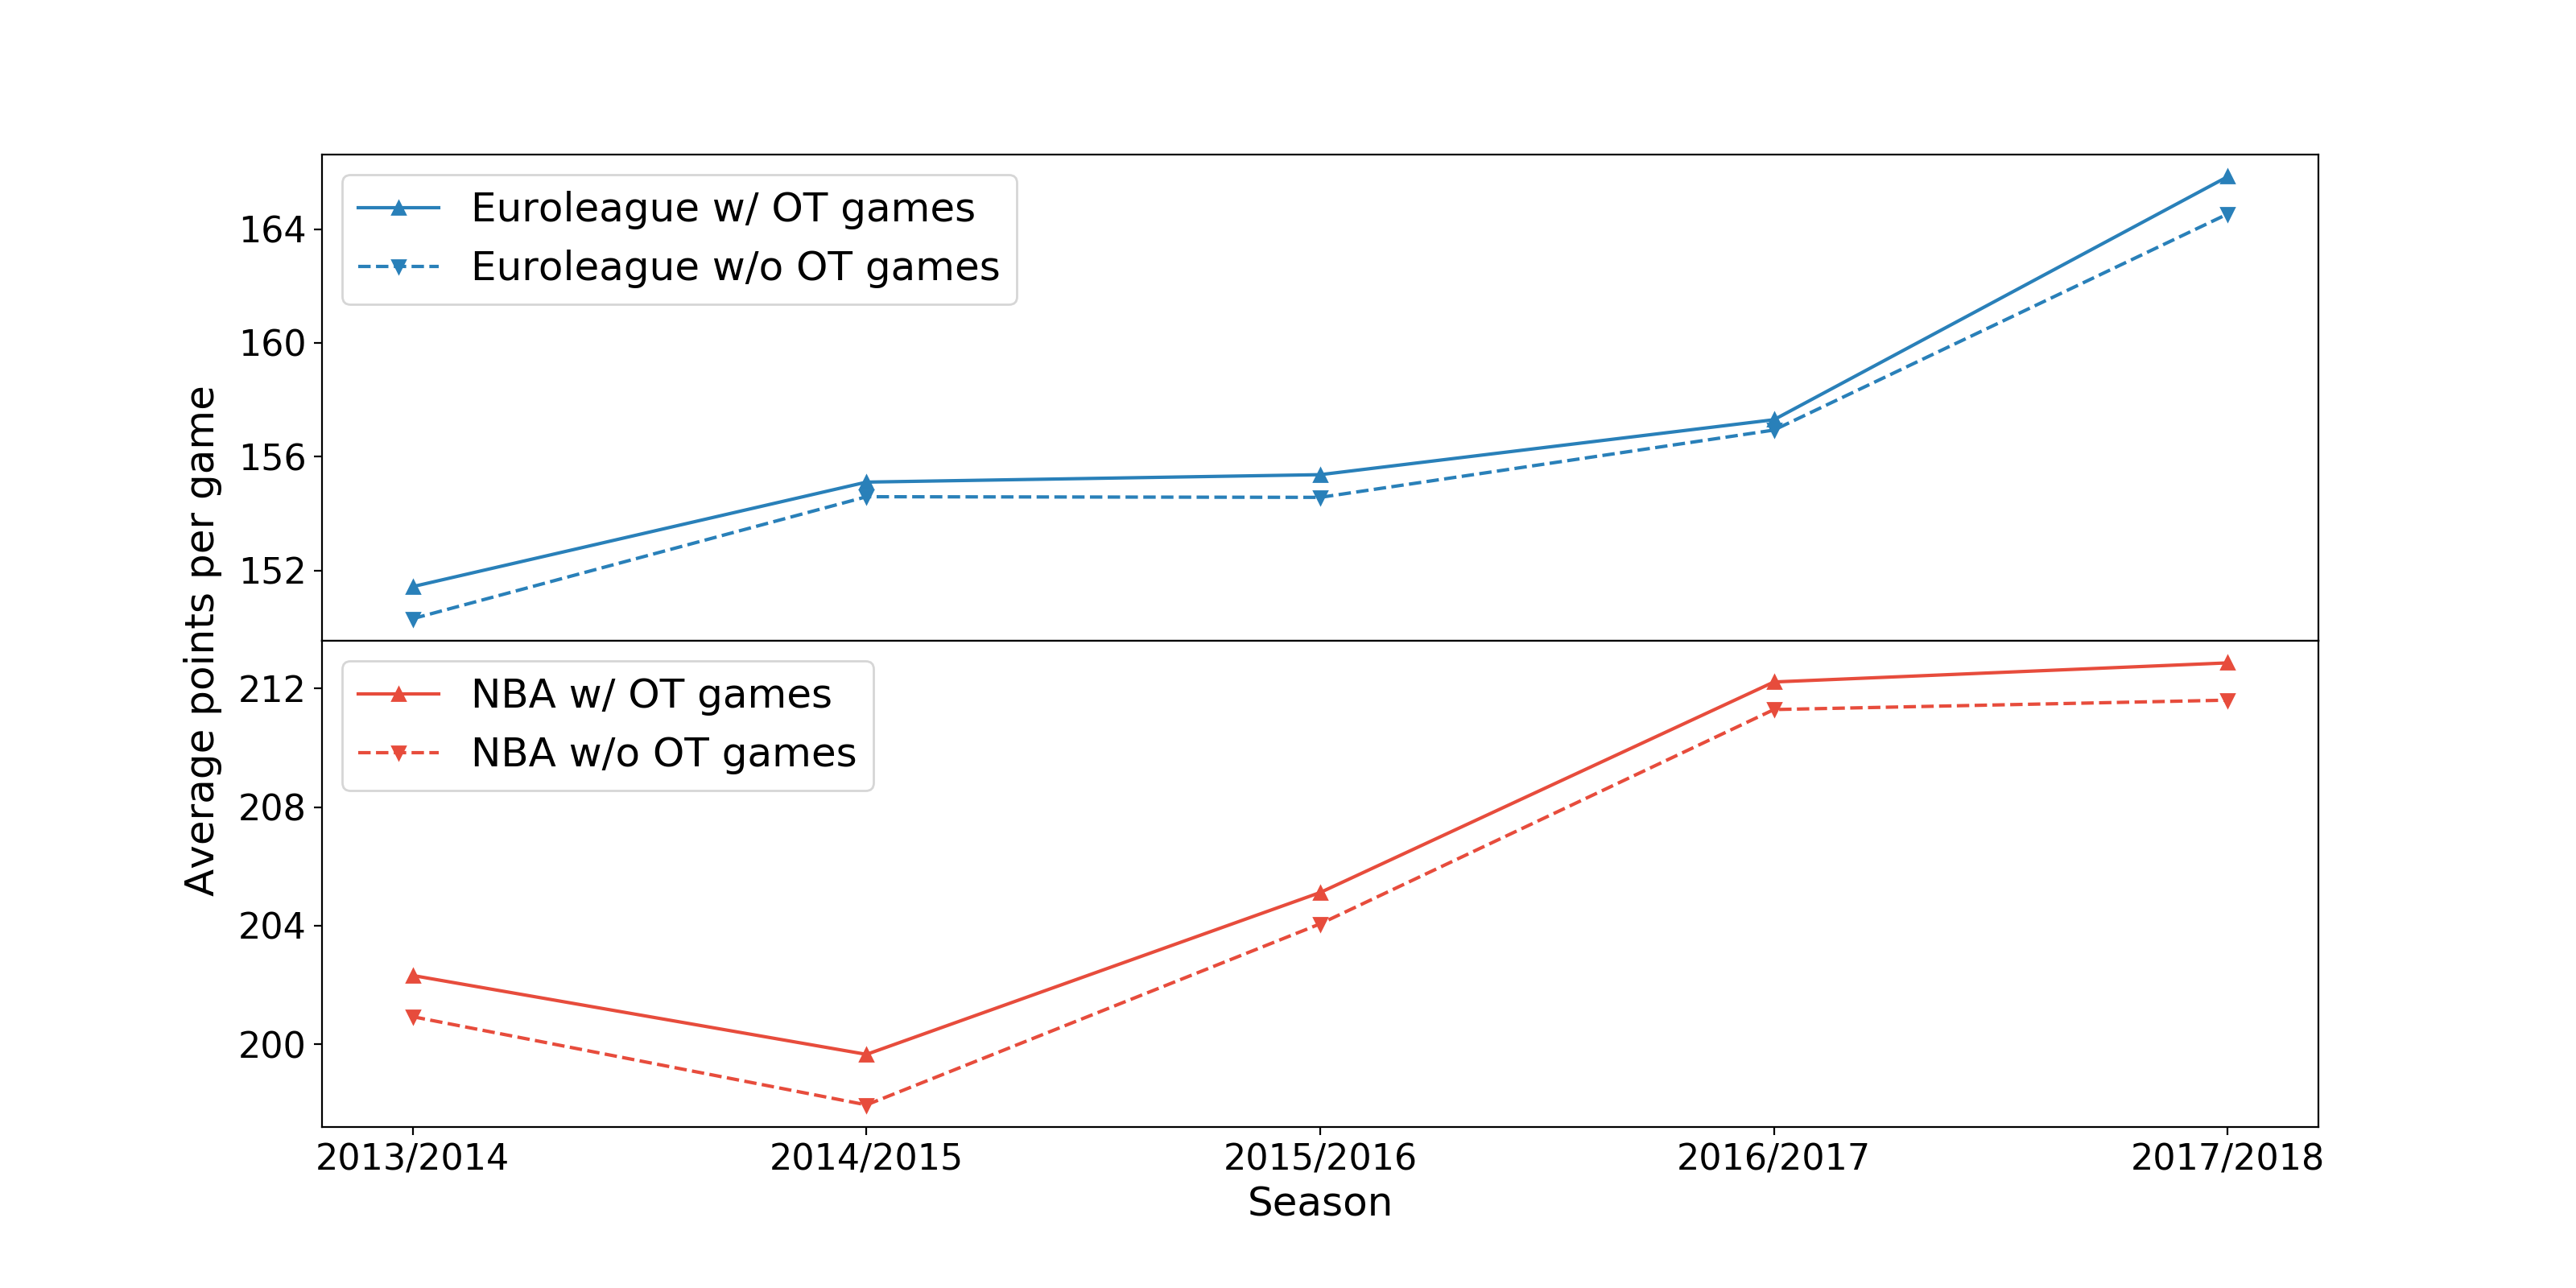 Average points per game
Euroleague w/ OT games
Euroleague w/o OT games
164
160
156
152
NBA w/ OT games
NBA w/o OT games
212
208
204
200
2013/2014 2014/2015 2015/2016 2016/2017 2017/2018
Season